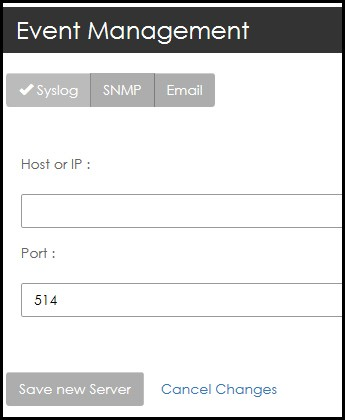 Event Management
✔ Syslog SNMP Email
Host or IP :
Port :
514
Save new Server Cancel Changes